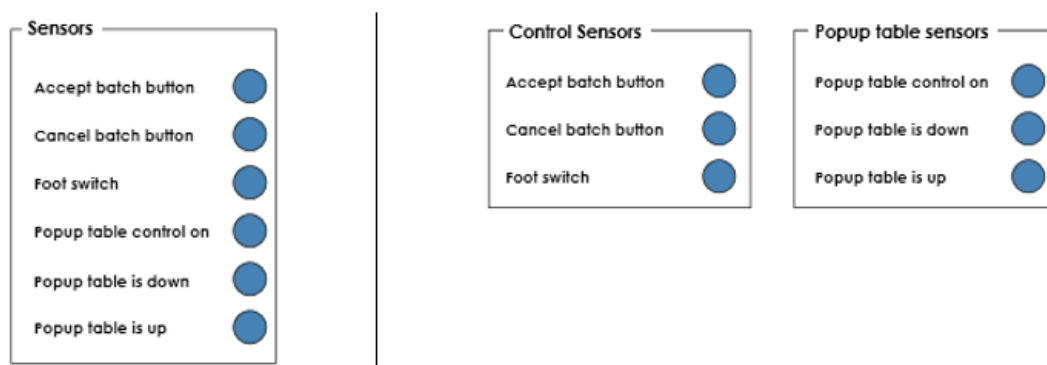 Sensors
Accept batch button
Cancel batch button
Foot switch
Popup table control on
Popup table is down
Popup table is up
Control Sensors
Accept batch button
Cancel batch button
Foot switch
Popup table sensors
Popup table control on
Popup table is down
Popup table is up